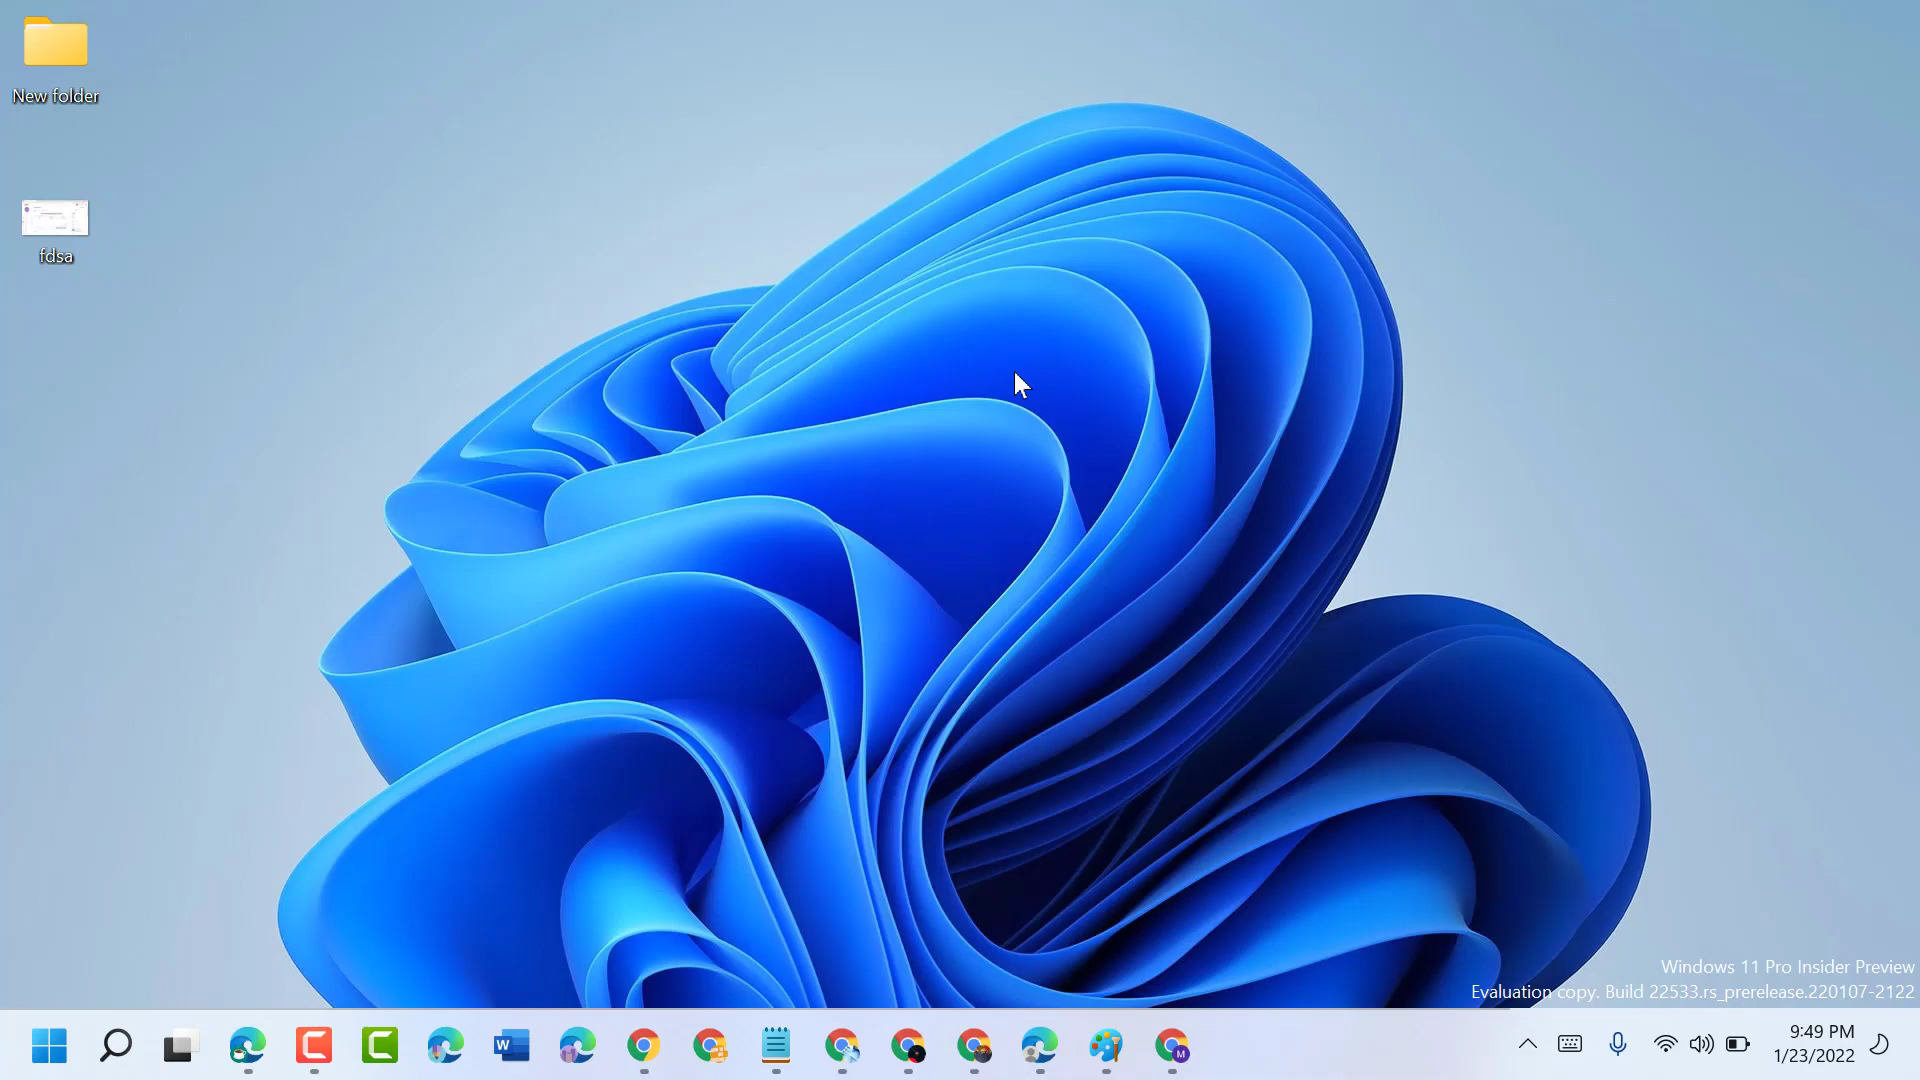 New folder
fdsa
Windows 11 Pro Insider Preview
Evaluation copy. Build 22533.rs_prerelease.220107-2122
W
M
9:49 PM
1/23/2022